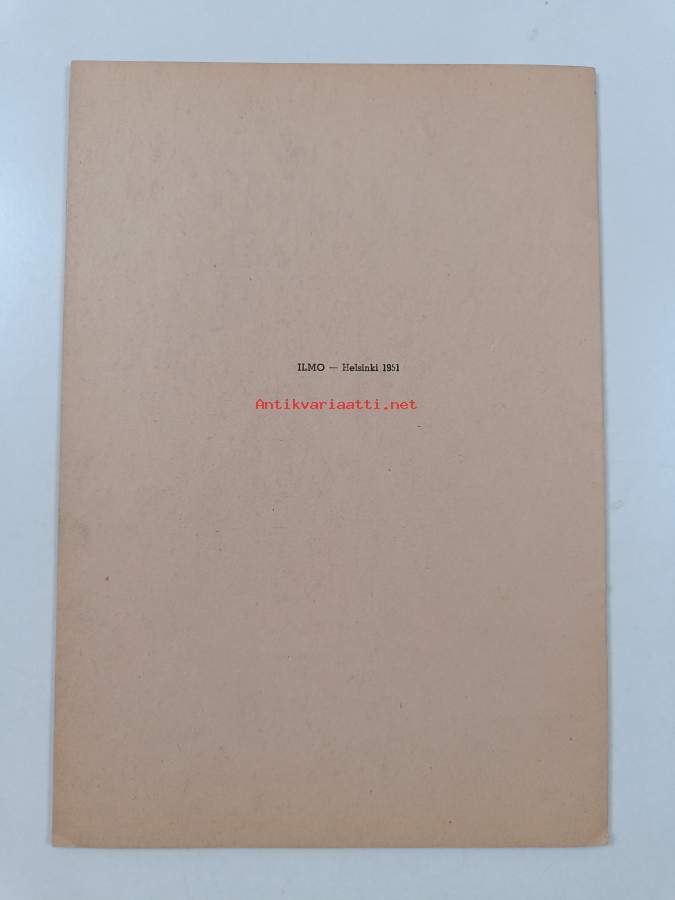 ILMO — Helsinki 1951
Antikvariaatti.net